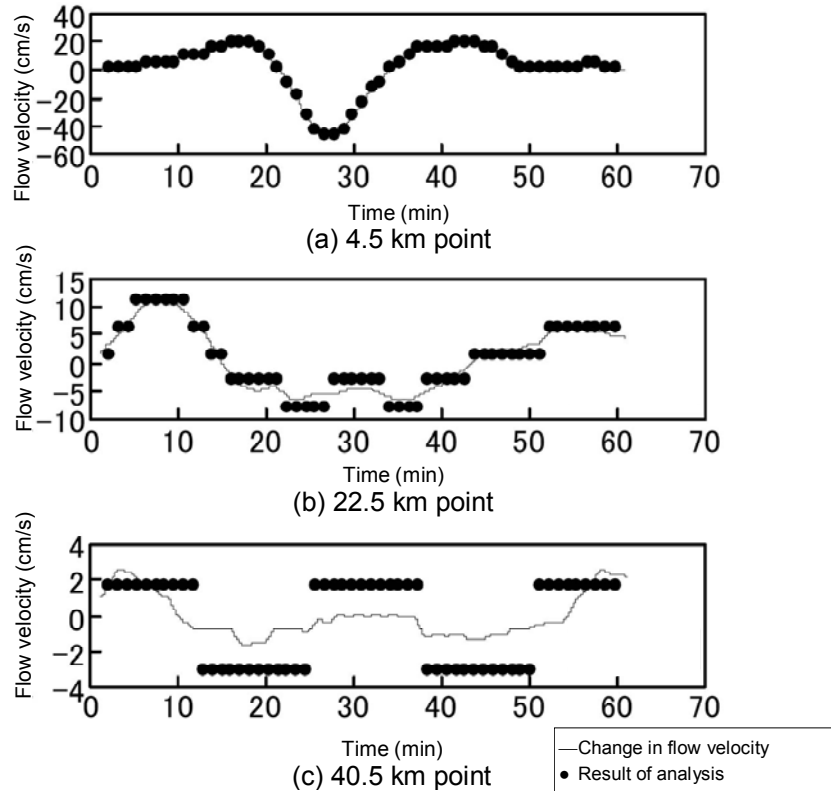 Flow velocity (cm/s)
40
20
0
−20
−40
−60
0 10 20 30 40 50 60 70
Time (min)
(a) 4.5 km point
Flow velocity (cm/s)
15
10
5
0
−5
−10
0 10 20 30 40 50 60 70
Time (min)
(b) 22.5 km point
Flow velocity (cm/s)
4
2
0
−2
−4
0 10 20 30 40 50 60 70
Time (min)
(c) 40.5 km point
Change in flow velocity
Result of analysis